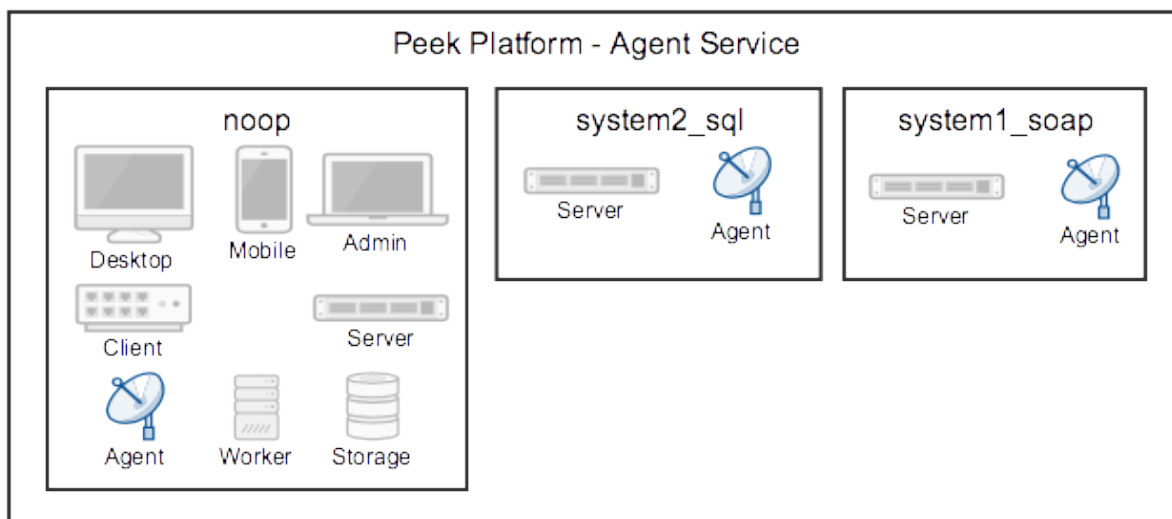 Peek Platform - Agent Service
noop
Desktop
Mobile
Admin
Client
Server
Agent
Worker
Storage
system2_sql
Server
Agent
system1_soap
Server
Agent